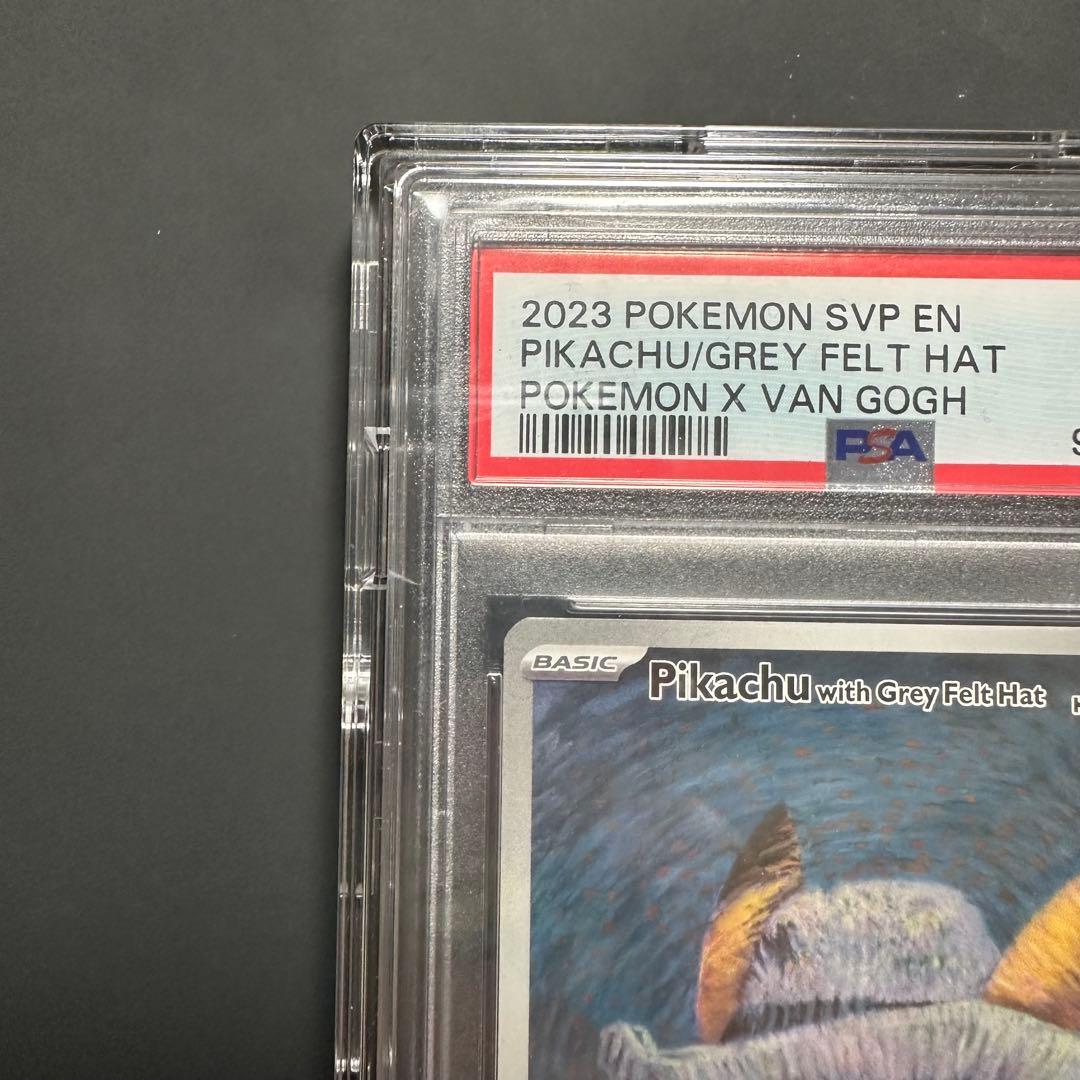 2023 POKEMON SVP EN
PIKACHU/GREY FELT HAT
POKEMON X VAN GOGH
PSA
BASIC
Pikachu with Grey Felt Hat